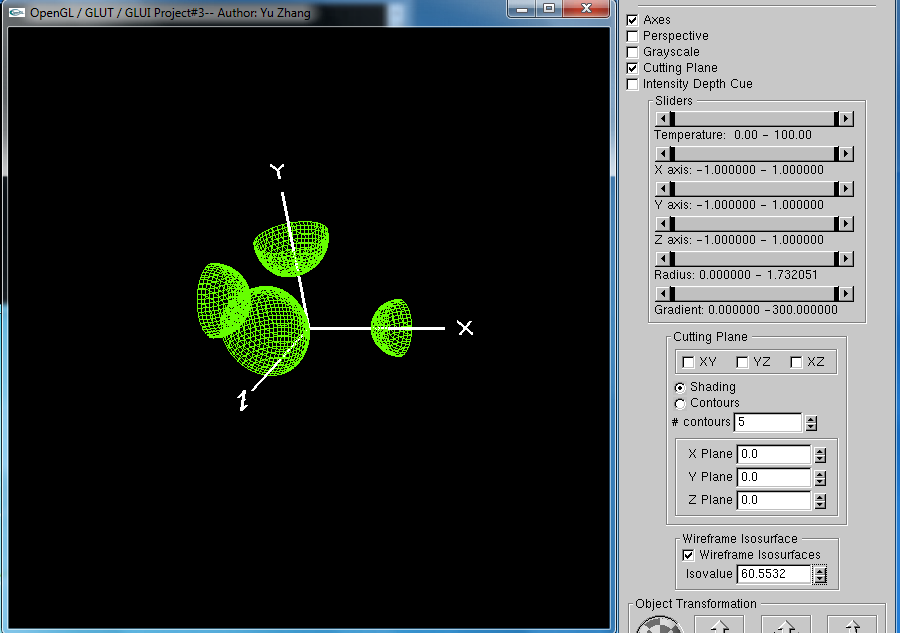 OpenGL / GLUT / GLUI Project#3-- Author: Yu Zhang
Y
X
Z
Axes
Perspective
Grayscale
Cutting Plane
Intensity Depth Cue
Sliders
Temperature: 0.00 - 100.00
X axis: -1.000000 - 1.000000
Y axis: -1.000000 - 1.000000
Z axis: -1.000000 - 1.000000
Radius: 0.000000 - 1.732051
Gradient: 0.000000 -300.000000
Cutting Plane
XY YZ XZ
Shading
Contours
# contours 5
X Plane 0.0
Y Plane 0.0
Z Plane 0.0
Wireframe Isosurface
Wireframe Isosurfaces
Isovalue 60.5532
Object Transformation